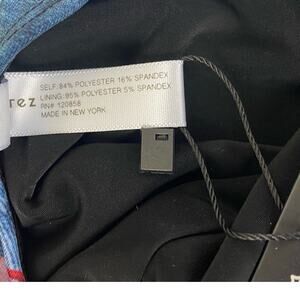 rez
SELF: 84% POLYESTER 16% SPANDEX
LINING: 95% POLYESTER 5% SPANDEX
RN# 120858
MADE IN NEW YORK